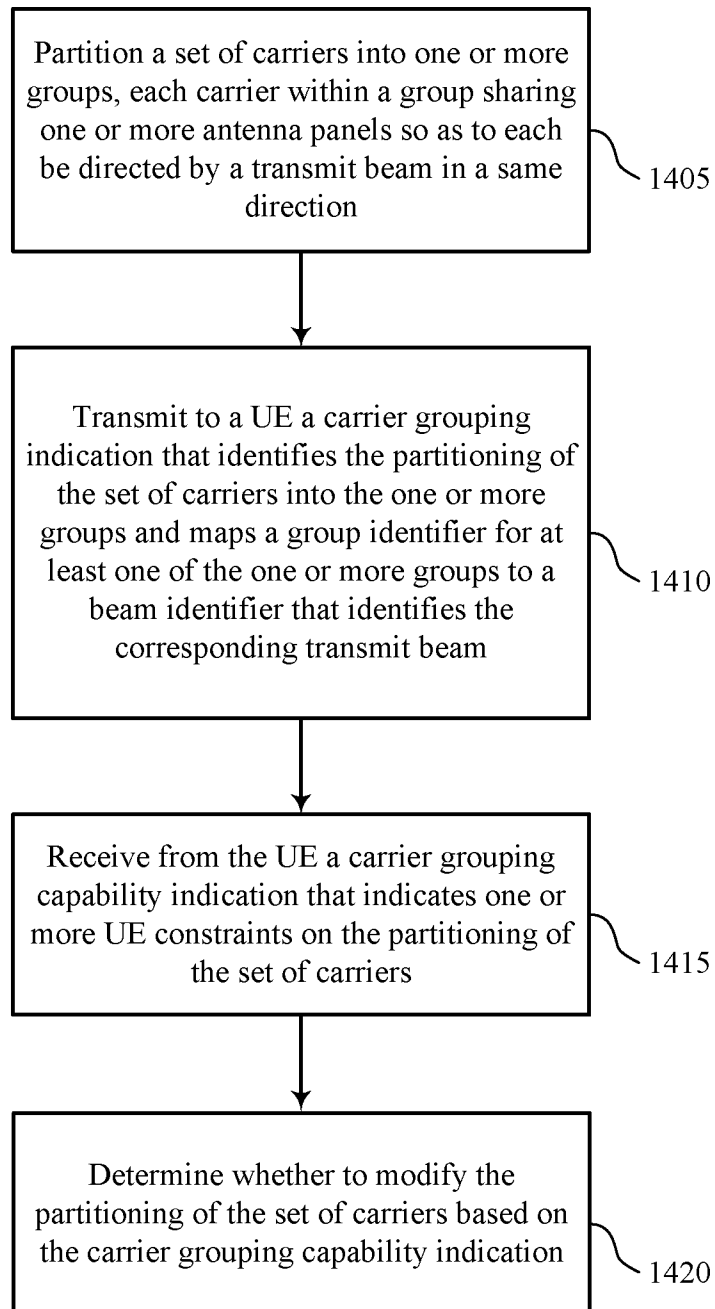 Partition a set of carriers into one or more
groups, each carrier within a group sharing
one or more antenna panels so as to each
be directed by a transmit beam in a same
direction
1405
Transmit to a UE a carrier grouping
indication that identifies the partitioning of
the set of carriers into the one or more
groups and maps a group identifier for at
least one of the one or more groups to a
beam identifier that identifies the
corresponding transmit beam
1410
Receive from the UE a carrier grouping
capability indication that indicates one or
more UE constraints on the partitioning of
the set of carriers
1415
Determine whether to modify the
partitioning of the set of carriers based on
the carrier grouping capability indication
1420